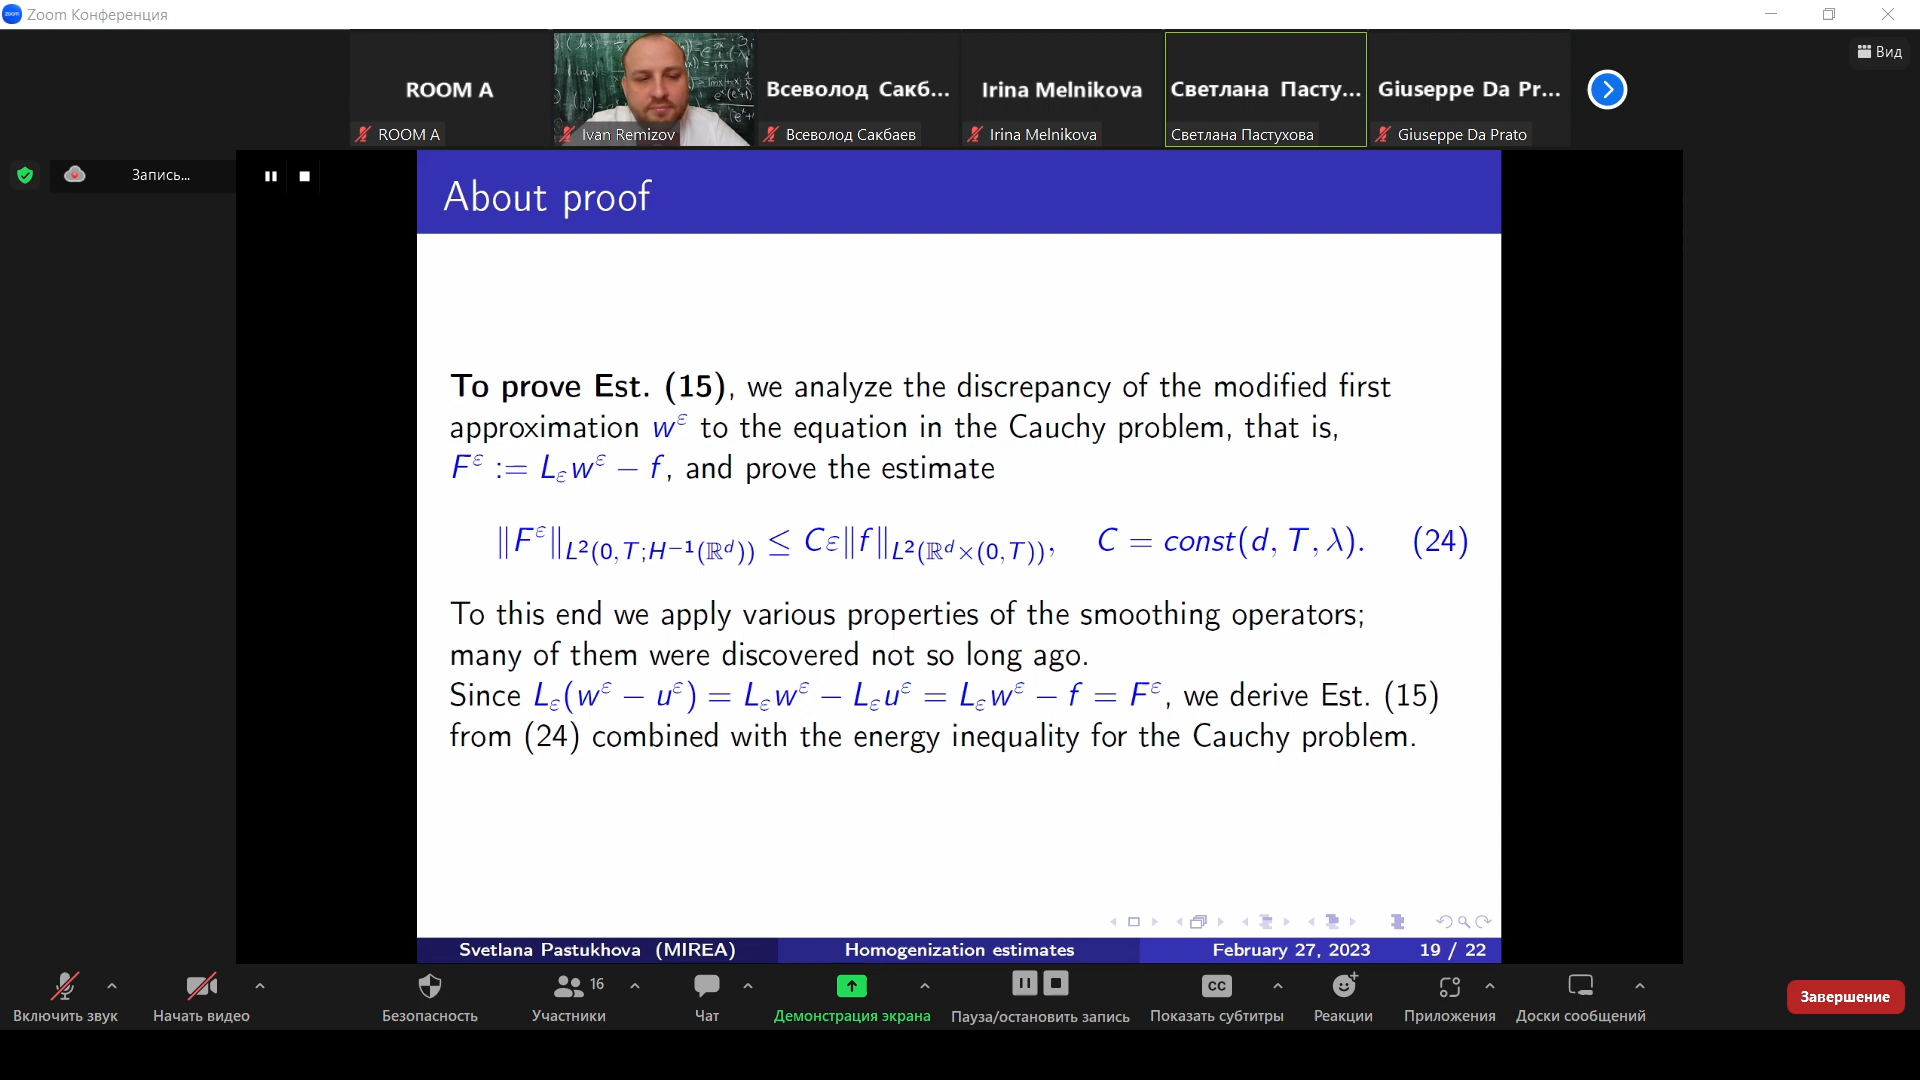 Zoom Конференция
Вид
ROOM A
Всеволод Сакб...
Irina Melnikova
Светлана Пасту...
Giuseppe Da Pr...
ROOM A
Ivan Remizov
Всеволод Сакбаев
Irina Melnikova
Светлана Пастухова
Giuseppe Da Prato
Запись...
About proof
To prove Est. (15), we analyze the discrepancy of the modified first
approximation w^ε to the equation in the Cauchy problem, that is,
F^ε := L_ε w^ε − f, and prove the estimate
‖F^ε‖_{L²(0,T;H⁻¹(ℝ^d))} ≤ Cε‖f‖_{L²(ℝ^d×(0,T))}, C = const(d, T, λ). (24)
To this end we apply various properties of the smoothing operators;
many of them were discovered not so long ago.
Since L_ε(w^ε − u^ε) = L_ε w^ε − L_ε u^ε = L_ε w^ε − f = F^ε, we derive Est. (15)
from (24) combined with the energy inequality for the Cauchy problem.
Svetlana Pastukhova (MIREA) Homogenization estimates February 27, 2023 19 / 22
16
CC
Включить звук
Начать видео
Безопасность
Участники
Чат
Демонстрация экрана
Пауза/остановить запись
Показать субтитры
Реакции
Приложения
Доски сообщений
Завершение